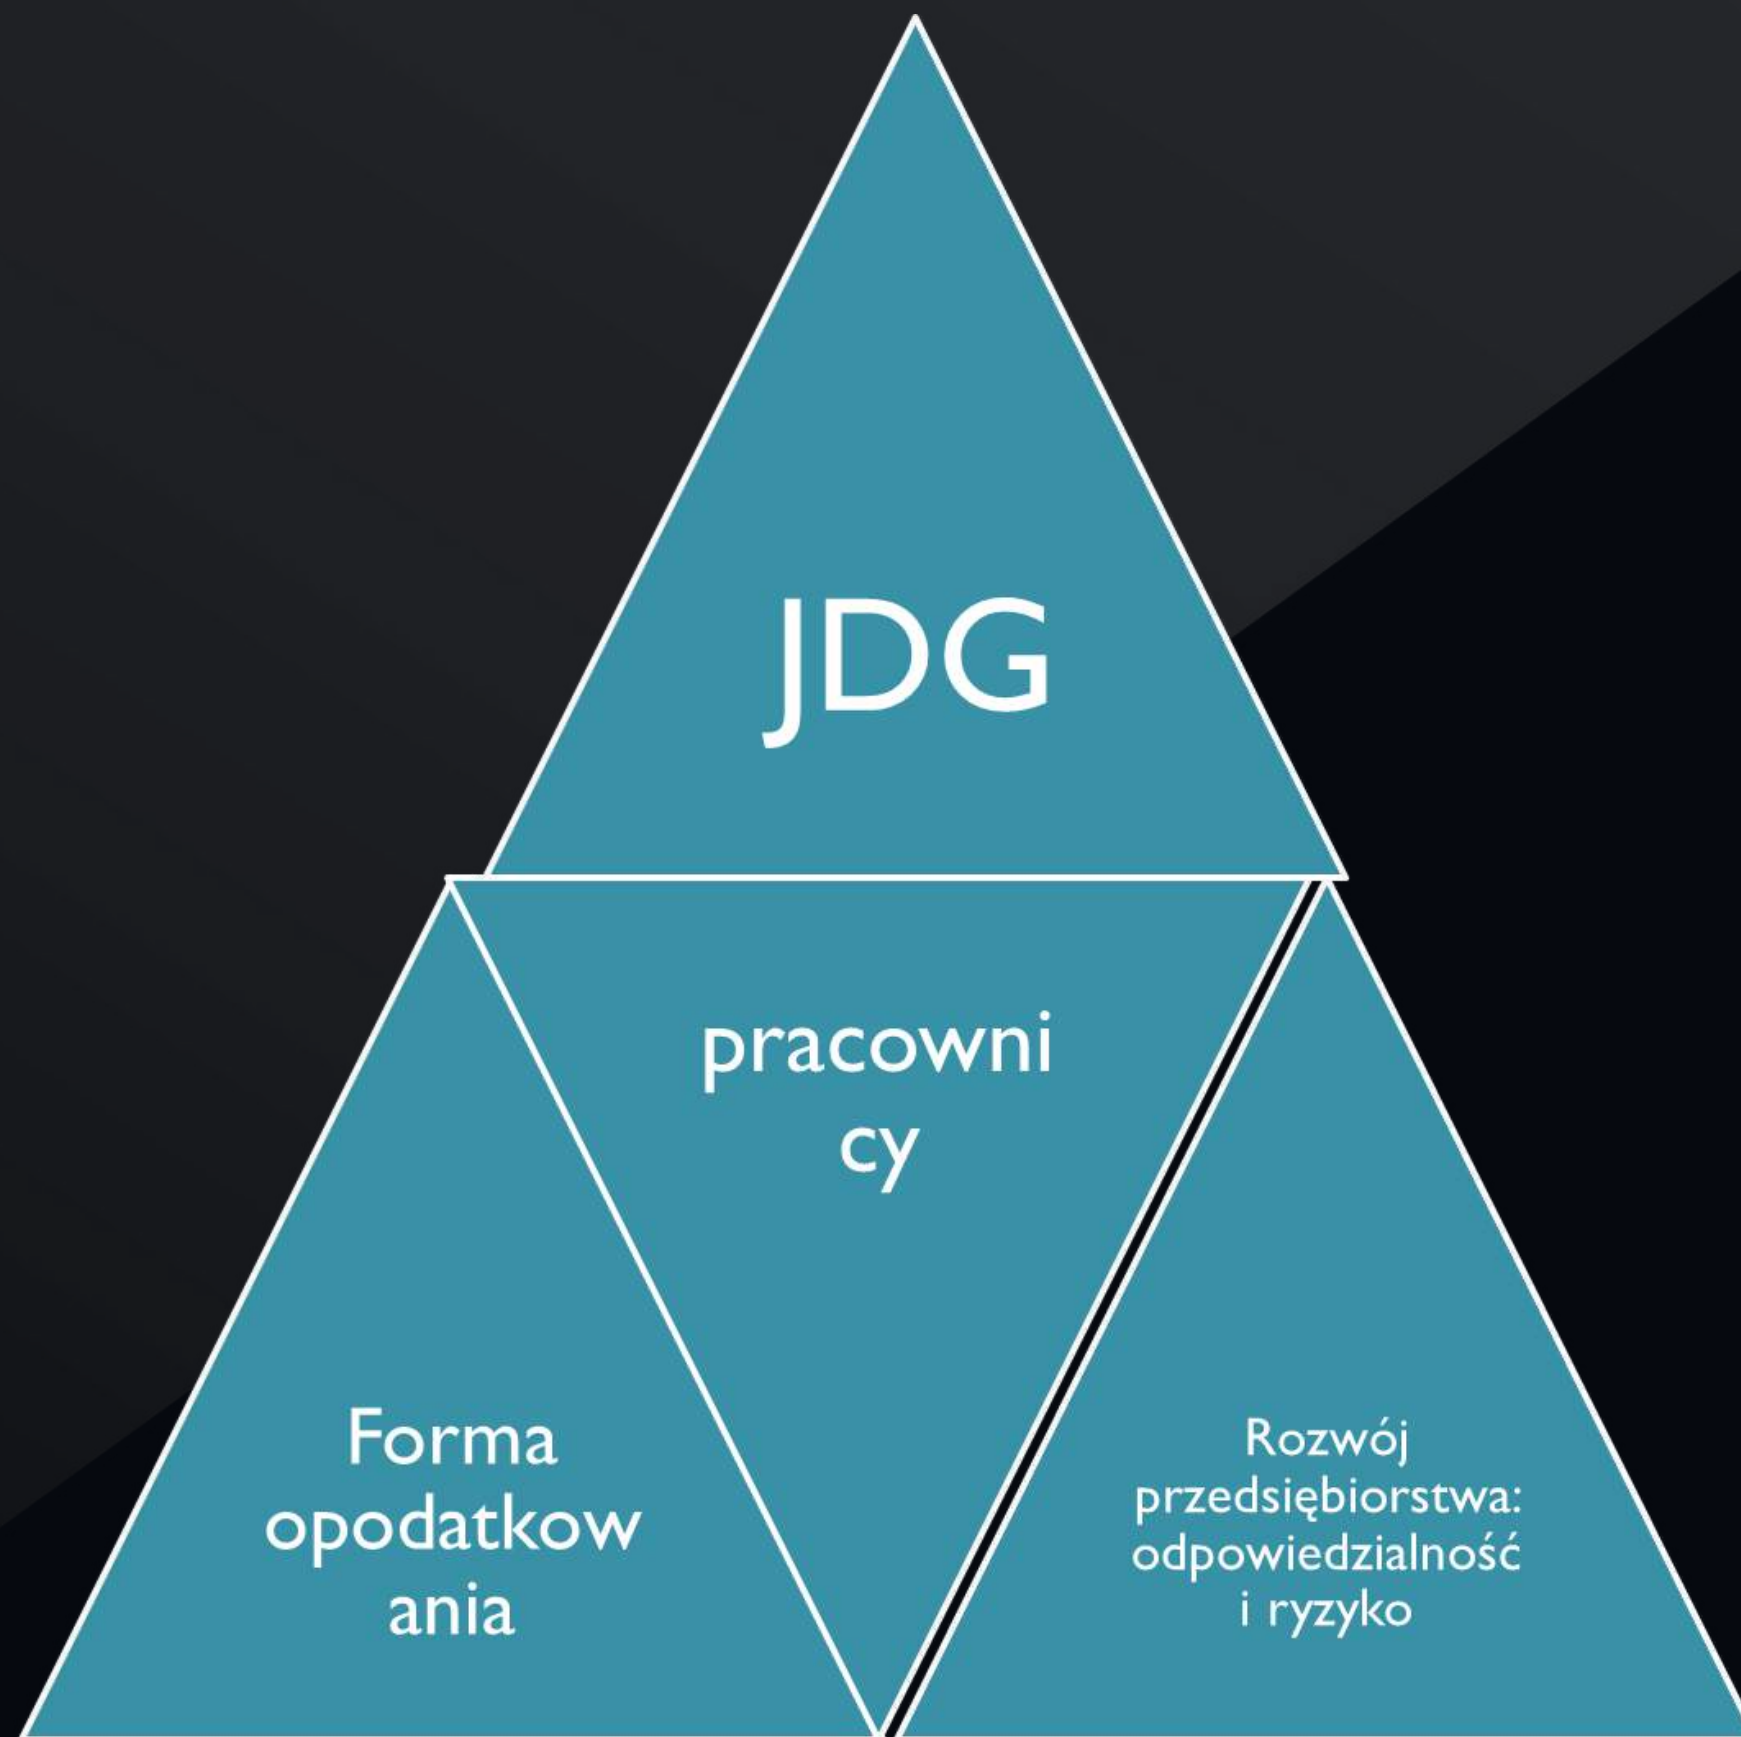 JDG
pracowni
cy
Forma
opodatkow
ania
Rozwój
przedsiębiorstwa:
odpowiedzialność
i ryzyko